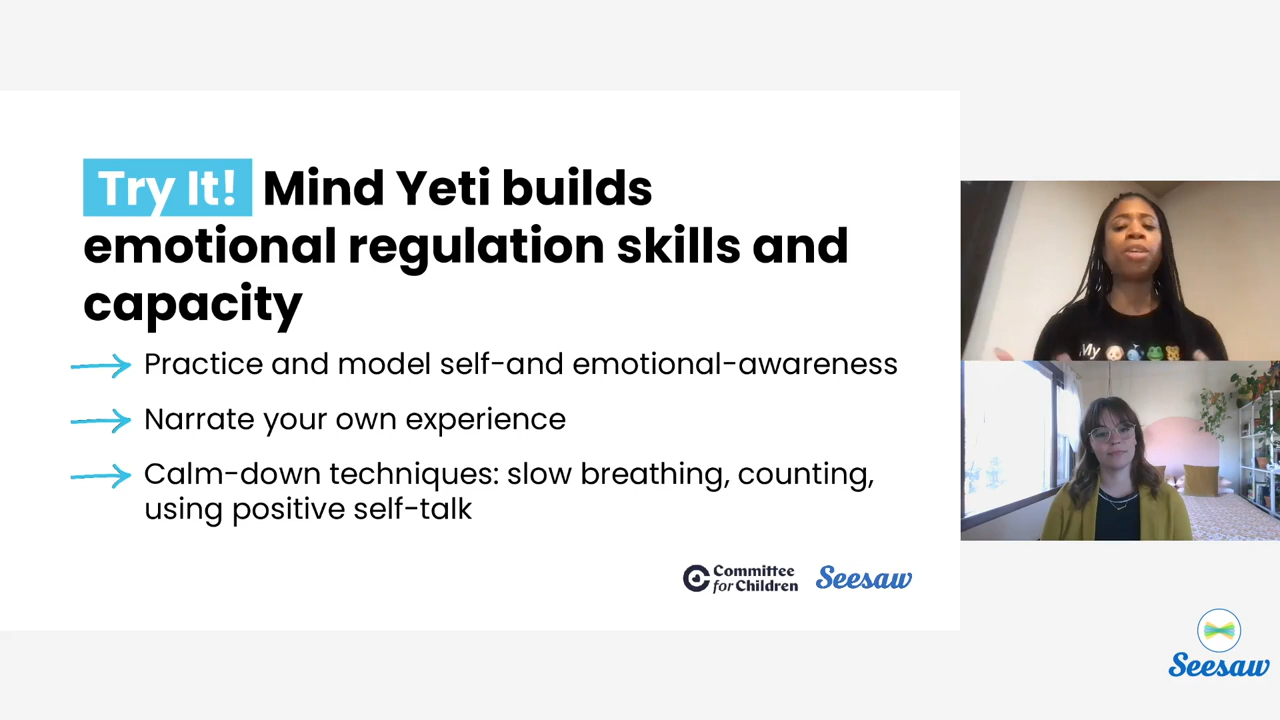 Try It! Mind Yeti builds
emotional regulation skills and
capacity
Practice and model self-and emotional-awareness
Narrate your own experience
Calm-down techniques: slow breathing, counting,
using positive self-talk
Committee
for Children
Seesaw
My
Seesaw